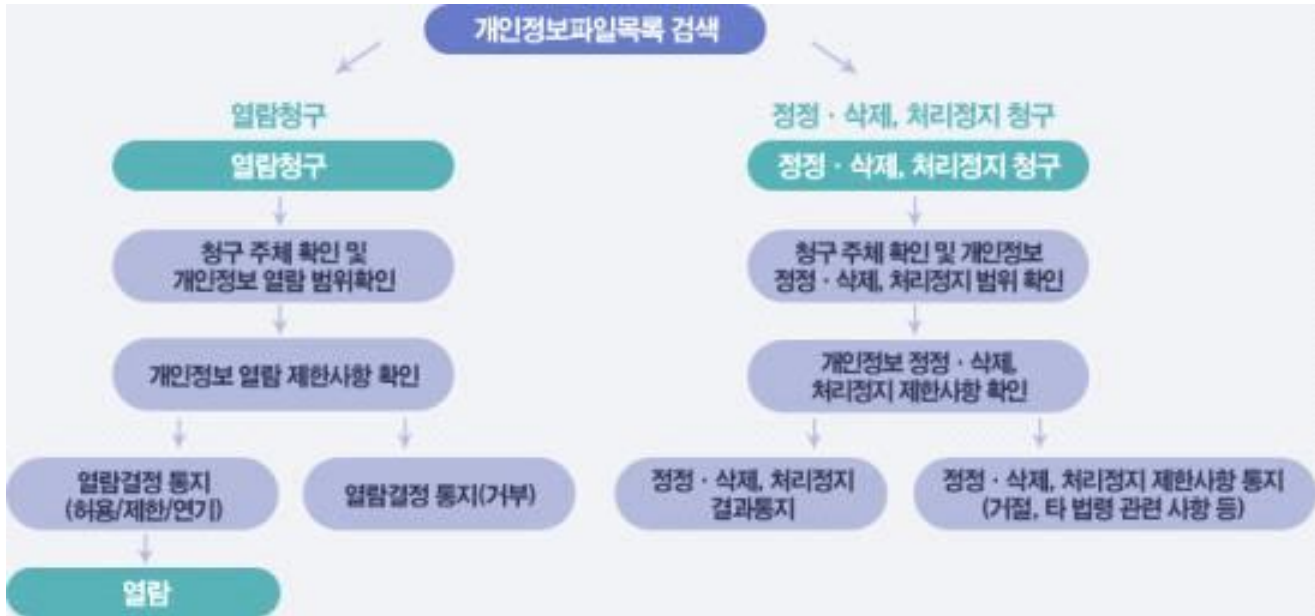 개인정보파일목록 검색
열람청구
열람청구
청구 주체 확인 및
개인정보 열람 범위확인
개인정보 열람 제한사항 확인
열람결정 통지
(허용/제한/연기)
열람결정 통지(거부)
열람
정정 · 삭제, 처리정지 청구
정정 · 삭제, 처리정지 청구
청구 주체 확인 및 개인정보
정정 · 삭제, 처리정지 범위 확인
개인정보 정정 · 삭제,
처리정지 제한사항 확인
정정 · 삭제, 처리정지
결과통지
정정 · 삭제, 처리정지 제한사항 통지
(거절, 타 법령 관련 사항 등)